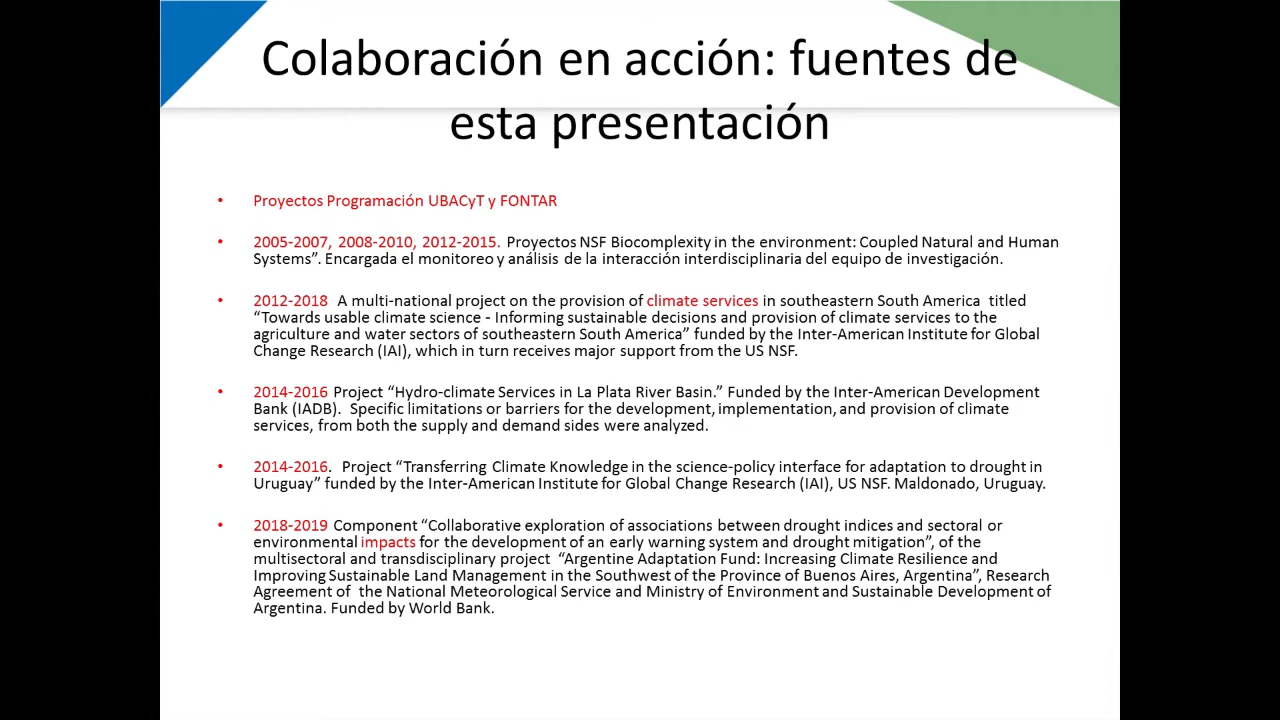 Colaboración en acción: fuentes de
esta presentación
• Proyectos Programación UBACyT y FONTAR
• 2005-2007, 2008-2010, 2012-2015. Proyectos NSF Biocomplexity in the environment: Coupled Natural and Human
Systems”. Encargada el monitoreo y análisis de la interacción interdisciplinaria del equipo de investigación.
• 2012-2018 A multi-national project on the provision of climate services in southeastern South America titled
“Towards usable climate science - Informing sustainable decisions and provision of climate services to the
agriculture and water sectors of southeastern South America” funded by the Inter-American Institute for Global
Change Research (IAI), which in turn receives major support from the US NSF.
• 2014-2016 Project “Hydro-climate Services in La Plata River Basin.” Funded by the Inter-American Development
Bank (IADB). Specific limitations or barriers for the development, implementation, and provision of climate
services, from both the supply and demand sides were analyzed.
• 2014-2016. Project “Transferring Climate Knowledge in the science-policy interface for adaptation to drought in
Uruguay” funded by the Inter-American Institute for Global Change Research (IAI), US NSF. Maldonado, Uruguay.
• 2018-2019 Component “Collaborative exploration of associations between drought indices and sectoral or
environmental impacts for the development of an early warning system and drought mitigation”, of the
multisectoral and transdisciplinary project “Argentine Adaptation Fund: Increasing Climate Resilience and
Improving Sustainable Land Management in the Southwest of the Province of Buenos Aires, Argentina”, Research
Agreement of the National Meteorological Service and Ministry of Environment and Sustainable Development of
Argentina. Funded by World Bank.